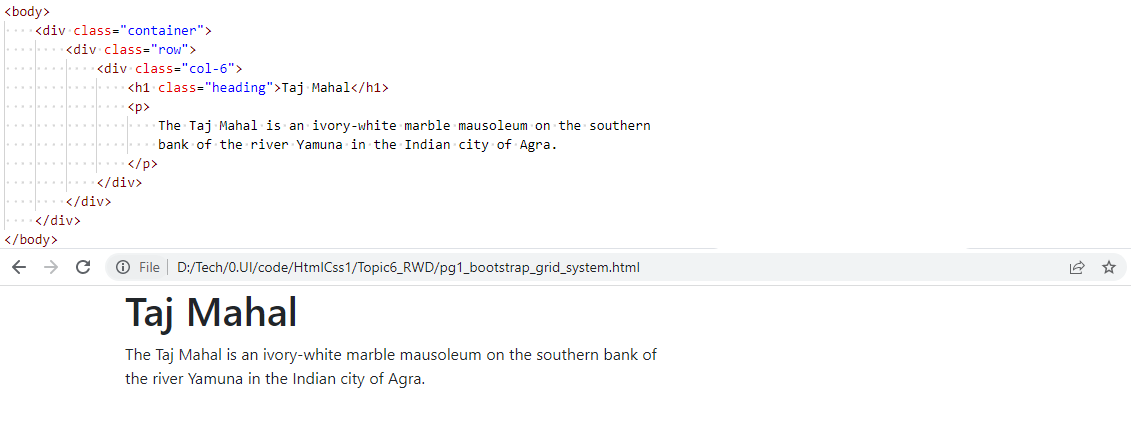 <body>
<div class="container">
<div class="row">
<div class="col-6">
<h1 class="heading">Taj Mahal</h1>
<p>
The Taj Mahal is an ivory-white marble mausoleum on the southern
bank of the river Yamuna in the Indian city of Agra.
</p>
</div>
</div>
</div>
</body>
File | D:/Tech/0.UI/code/HtmlCss1/Topic6_RWD/pg1_bootstrap_grid_system.html
Taj Mahal
The Taj Mahal is an ivory-white marble mausoleum on the southern bank of
the river Yamuna in the Indian city of Agra.